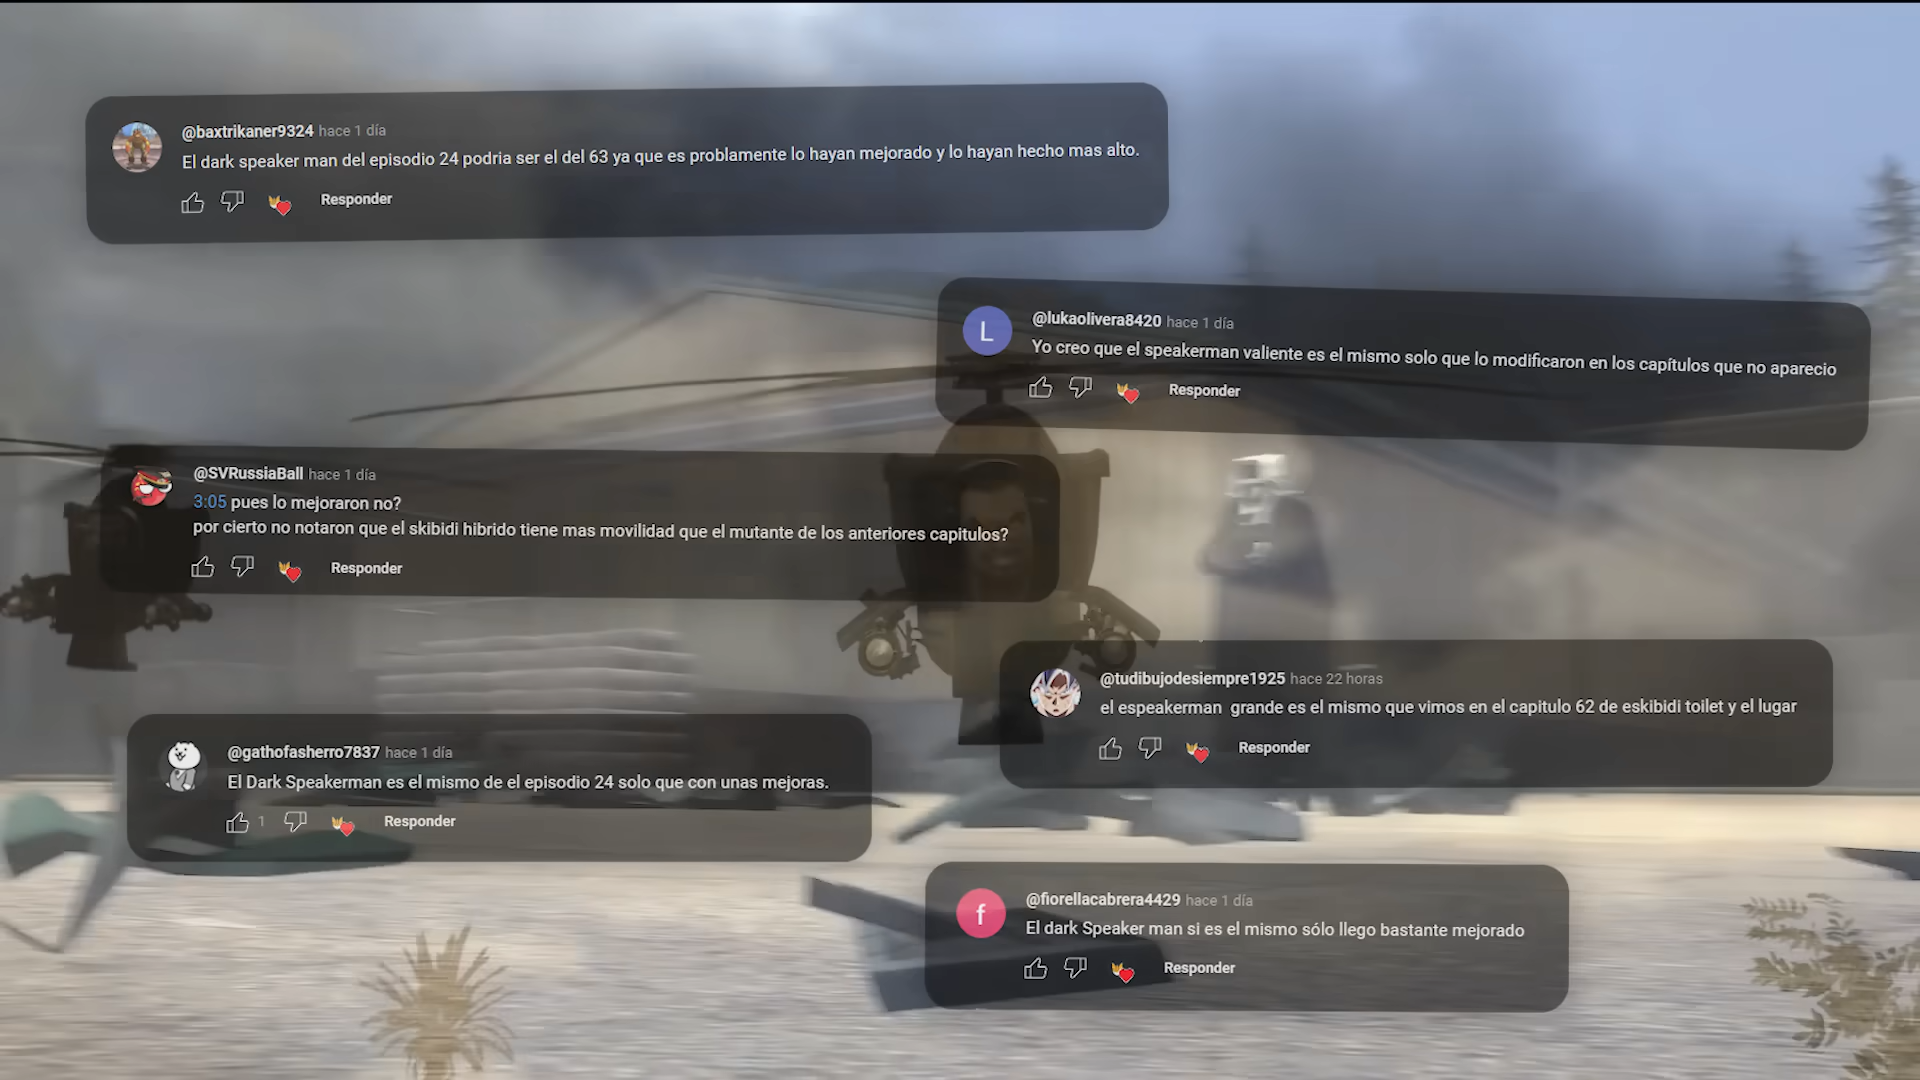 @baxtrikaner9324 hace 1 día
El dark speaker man del episodio 24 podria ser el del 63 ya que es problamente lo hayan mejorado y lo hayan hecho mas alto.
Responder
L
@lukaolivera8420 hace 1 día
Yo creo que el speakerman valiente es el mismo solo que lo modificaron en los capítulos que no aparecio
Responder
@SVRussiaBall hace 1 día
3:05 pues lo mejoraron no?
por cierto no notaron que el skibidi hibrido tiene mas movilidad que el mutante de los anteriores capitulos?
Responder
@tudibujodesiempre1925 hace 22 horas
el espeakerman grande es el mismo que vimos en el capitulo 62 de eskibidi toilet y el lugar
Responder
@gathofasherro7837 hace 1 día
El Dark Speakerman es el mismo de el episodio 24 solo que con unas mejoras.
1 Responder
f
@fiorellacabrera4429 hace 1 día
El dark Speaker man si es el mismo sólo llego bastante mejorado
Responder